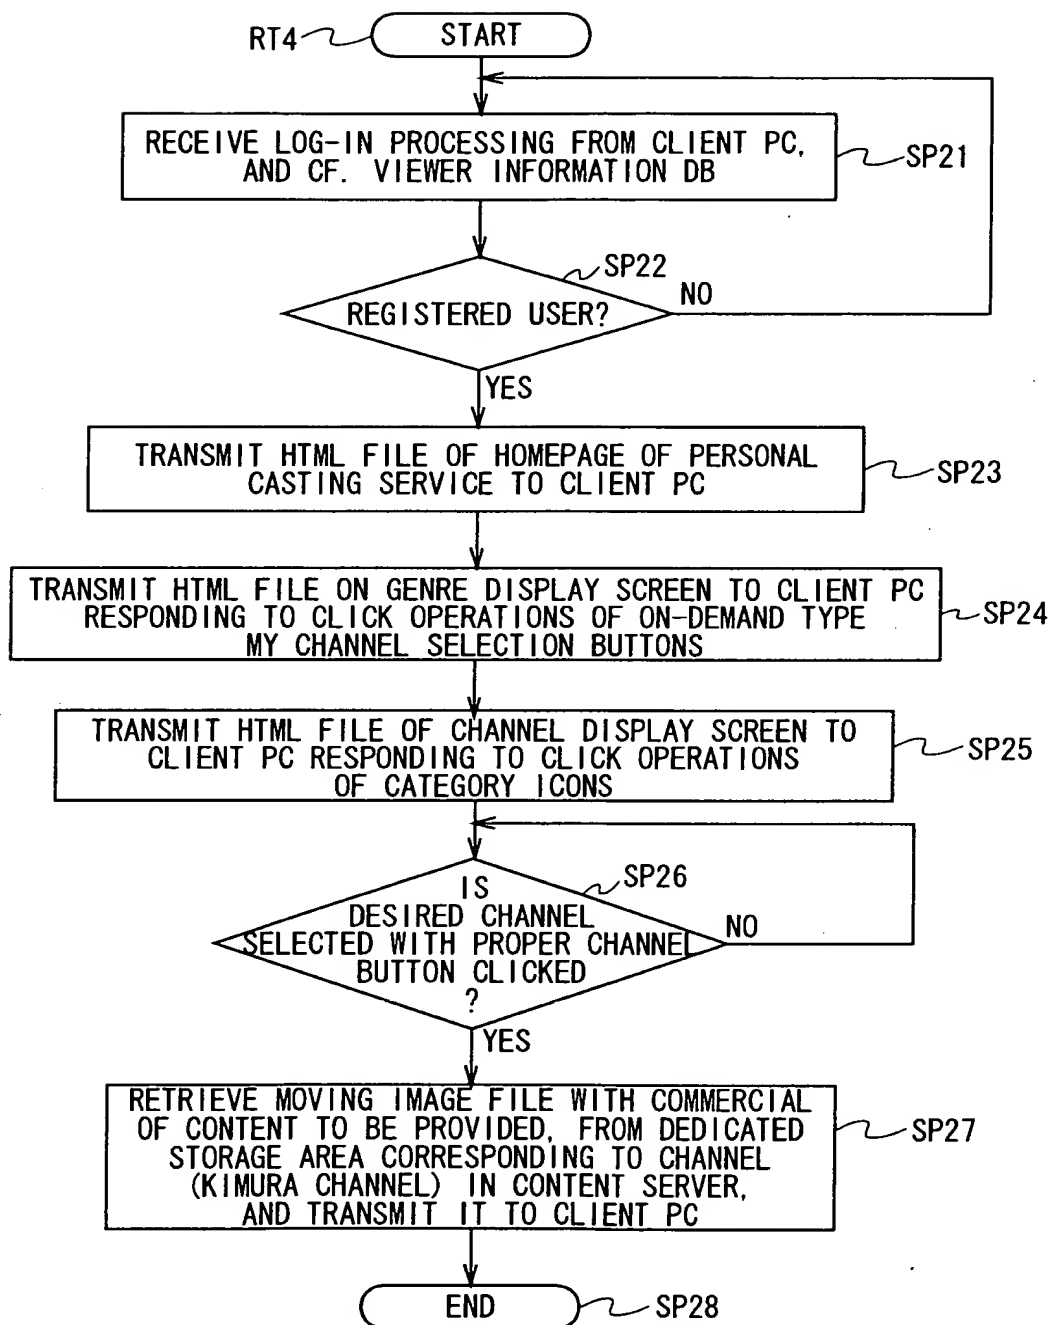 RT4
START
RECEIVE LOG-IN PROCESSING FROM CLIENT PC,
AND CF. VIEWER INFORMATION DB
SP21
SP22
REGISTERED USER?
NO
YES
TRANSMIT HTML FILE OF HOMEPAGE OF PERSONAL
CASTING SERVICE TO CLIENT PC
SP23
TRANSMIT HTML FILE ON GENRE DISPLAY SCREEN TO CLIENT PC
RESPONDING TO CLICK OPERATIONS OF ON-DEMAND TYPE
MY CHANNEL SELECTION BUTTONS
SP24
TRANSMIT HTML FILE OF CHANNEL DISPLAY SCREEN TO
CLIENT PC RESPONDING TO CLICK OPERATIONS
OF CATEGORY ICONS
SP25
SP26
IS
DESIRED CHANNEL
SELECTED WITH PROPER CHANNEL
BUTTON CLICKED
?
NO
YES
RETRIEVE MOVING IMAGE FILE WITH COMMERCIAL
OF CONTENT TO BE PROVIDED, FROM DEDICATED
STORAGE AREA CORRESPONDING TO CHANNEL
(KIMURA CHANNEL) IN CONTENT SERVER,
AND TRANSMIT IT TO CLIENT PC
SP27
END
SP28